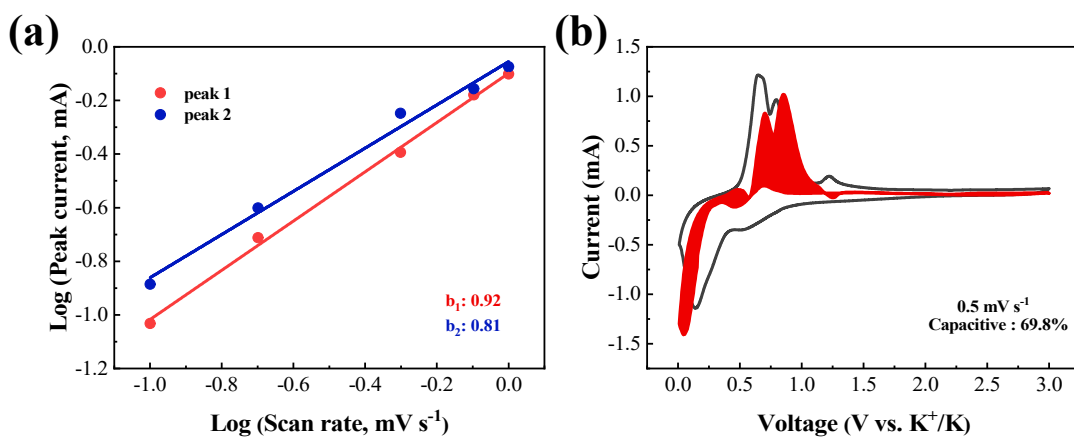 (a)
Log (Peak current, mA)
0.0
-0.2
-0.4
-0.6
-0.8
-1.0
-1.2
peak 1
peak 2
b₁: 0.92
b₂: 0.81
-1.0 -0.8 -0.6 -0.4 -0.2 0.0
Log (Scan rate, mV s⁻¹)
(b)
Current (mA)
1.5
1.0
0.5
0.0
-0.5
-1.0
-1.5
0.5 mV s⁻¹
Capacitive : 69.8%
0.0 0.5 1.0 1.5 2.0 2.5 3.0
Voltage (V vs. K⁺/K)